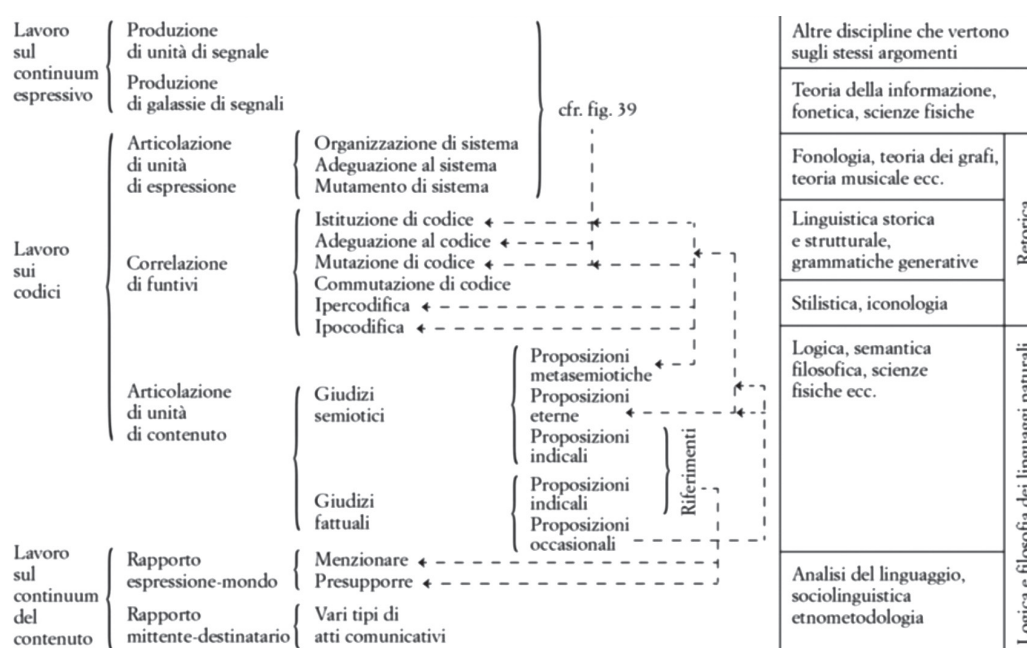 Lavoro
sul
continuum
espressivo
Produzione
di unità di segnale
Produzione
di galassie di segnali
cfr. fig. 39
Lavoro
sui
codici
Articolazione
di unità
di espressione
Organizzazione di sistema
Adeguazione al sistema
Mutamento di sistema
Correlazione
di funtivi
Istituzione di codice
Adeguazione al codice
Mutazione di codice
Commutazione di codice
Ipercodifica
Ipocodifica
Articolazione
di unità
di contenuto
Giudizi
semiotici
Proposizioni
metasemiotiche
Proposizioni
eterne
Proposizioni
indicali
Giudizi
fattuali
Proposizioni
indicali
Proposizioni
occasionali
Riferimenti
Lavoro
sul
continuum
del
contenuto
Rapporto
espressione-mondo
Menzionare
Presupporre
Rapporto
mittente-destinatario
Vari tipi di
atti comunicativi
Altre discipline che vertono
sugli stessi argomenti
Teoria della informazione,
fonetica, scienze fisiche
Fonologia, teoria dei grafi,
teoria musicale ecc.
Linguistica storica
e strutturale,
grammatiche generative
Stilistica, iconologia
Logica, semantica
filosofica, scienze
fisiche ecc.
Analisi del linguaggio,
sociolinguistica
etnometodologia
Retorica
Logica e filosofia dei linguaggi naturali